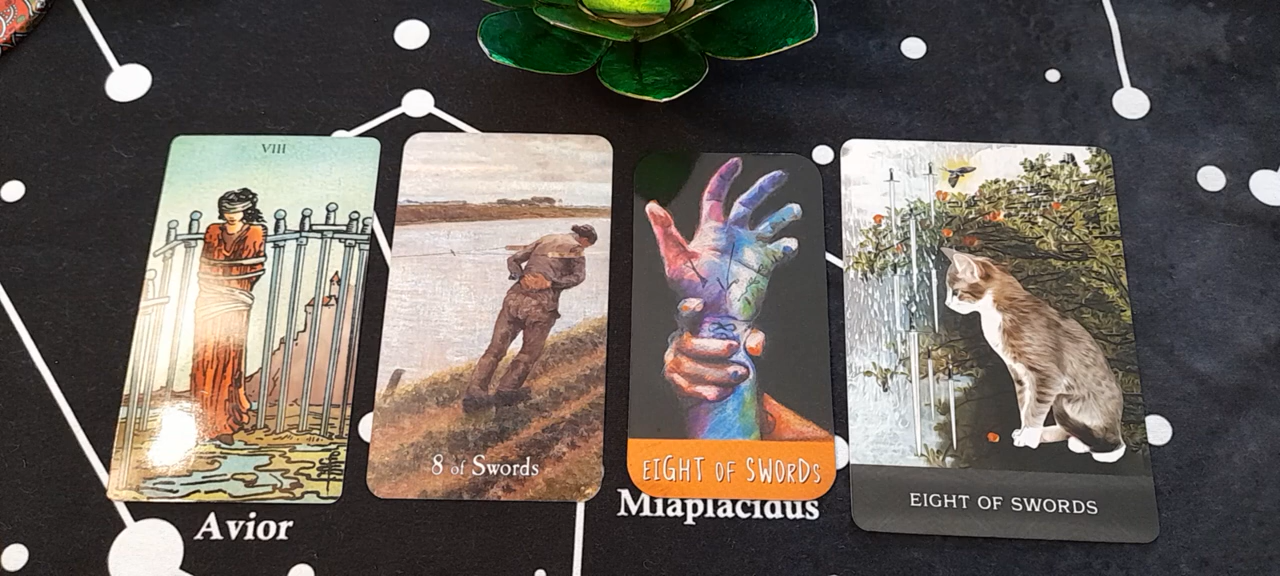 VIII
8 of Swords
EIGHT OF SWORDS
EIGHT OF SWORDS
Avior
Miaplacidus